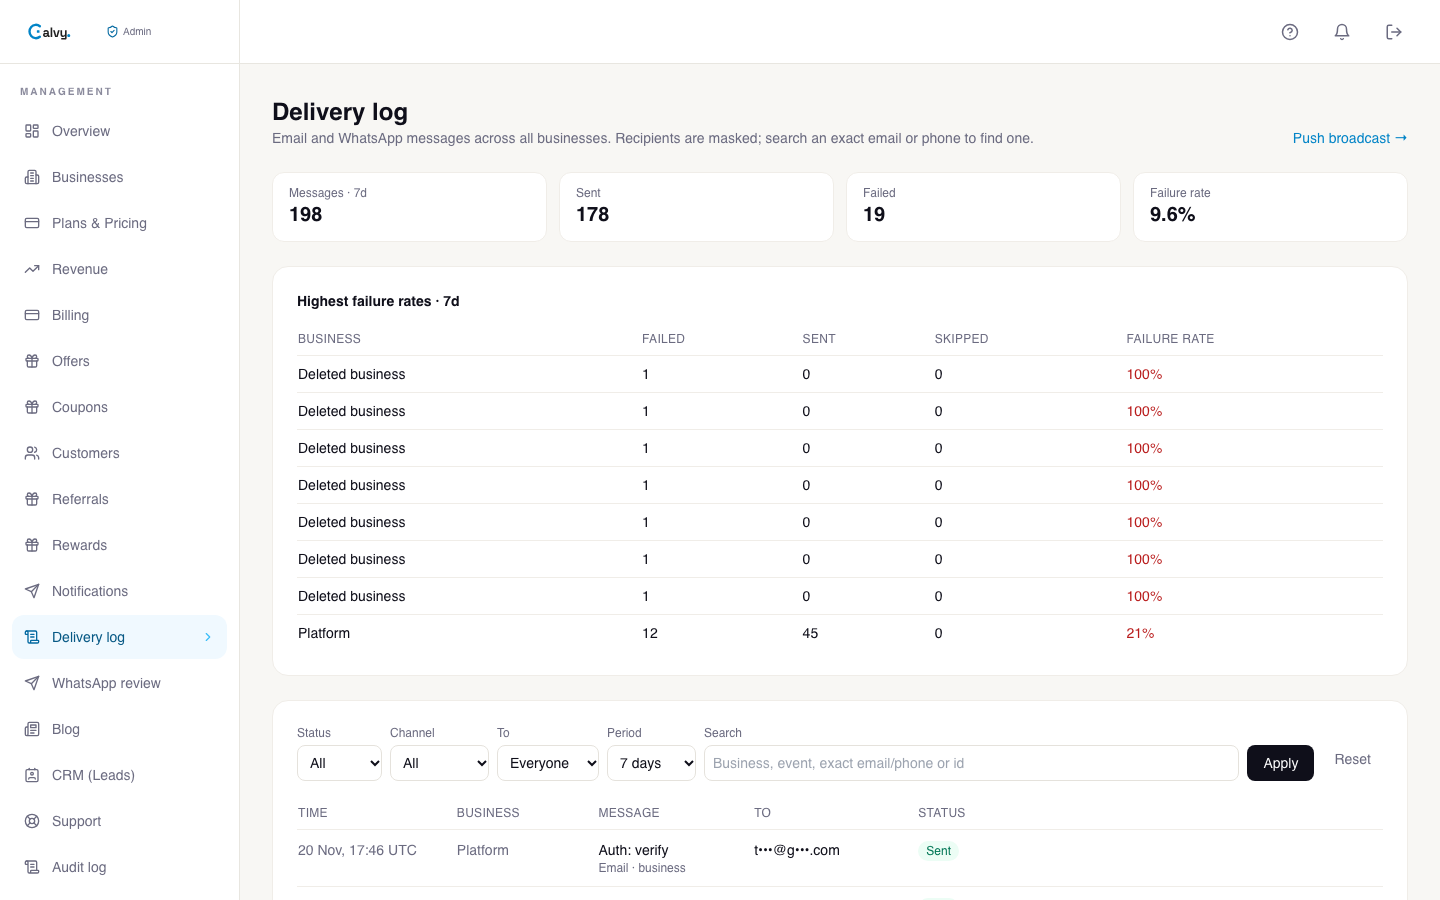 Calvy.
Admin
MANAGEMENT
Overview
Businesses
Plans & Pricing
Revenue
Billing
Offers
Coupons
Customers
Referrals
Rewards
Notifications
Delivery log
WhatsApp review
Blog
CRM (Leads)
Support
Audit log
Delivery log
Email and WhatsApp messages across all businesses. Recipients are masked; search an exact email or phone to find one.
Push broadcast →
Messages · 7d
198
Sent
178
Failed
19
Failure rate
9.6%
Highest failure rates · 7d
BUSINESS FAILED SENT SKIPPED FAILURE RATE
Deleted business 1 0 0 100%
Deleted business 1 0 0 100%
Deleted business 1 0 0 100%
Deleted business 1 0 0 100%
Deleted business 1 0 0 100%
Deleted business 1 0 0 100%
Deleted business 1 0 0 100%
Platform 12 45 0 21%
Status Channel To Period Search
All All Everyone 7 days Business, event, exact email/phone or id Apply Reset
TIME BUSINESS MESSAGE TO STATUS
20 Nov, 17:46 UTC Platform Auth: verify t•••@g•••.com Sent
Email · business